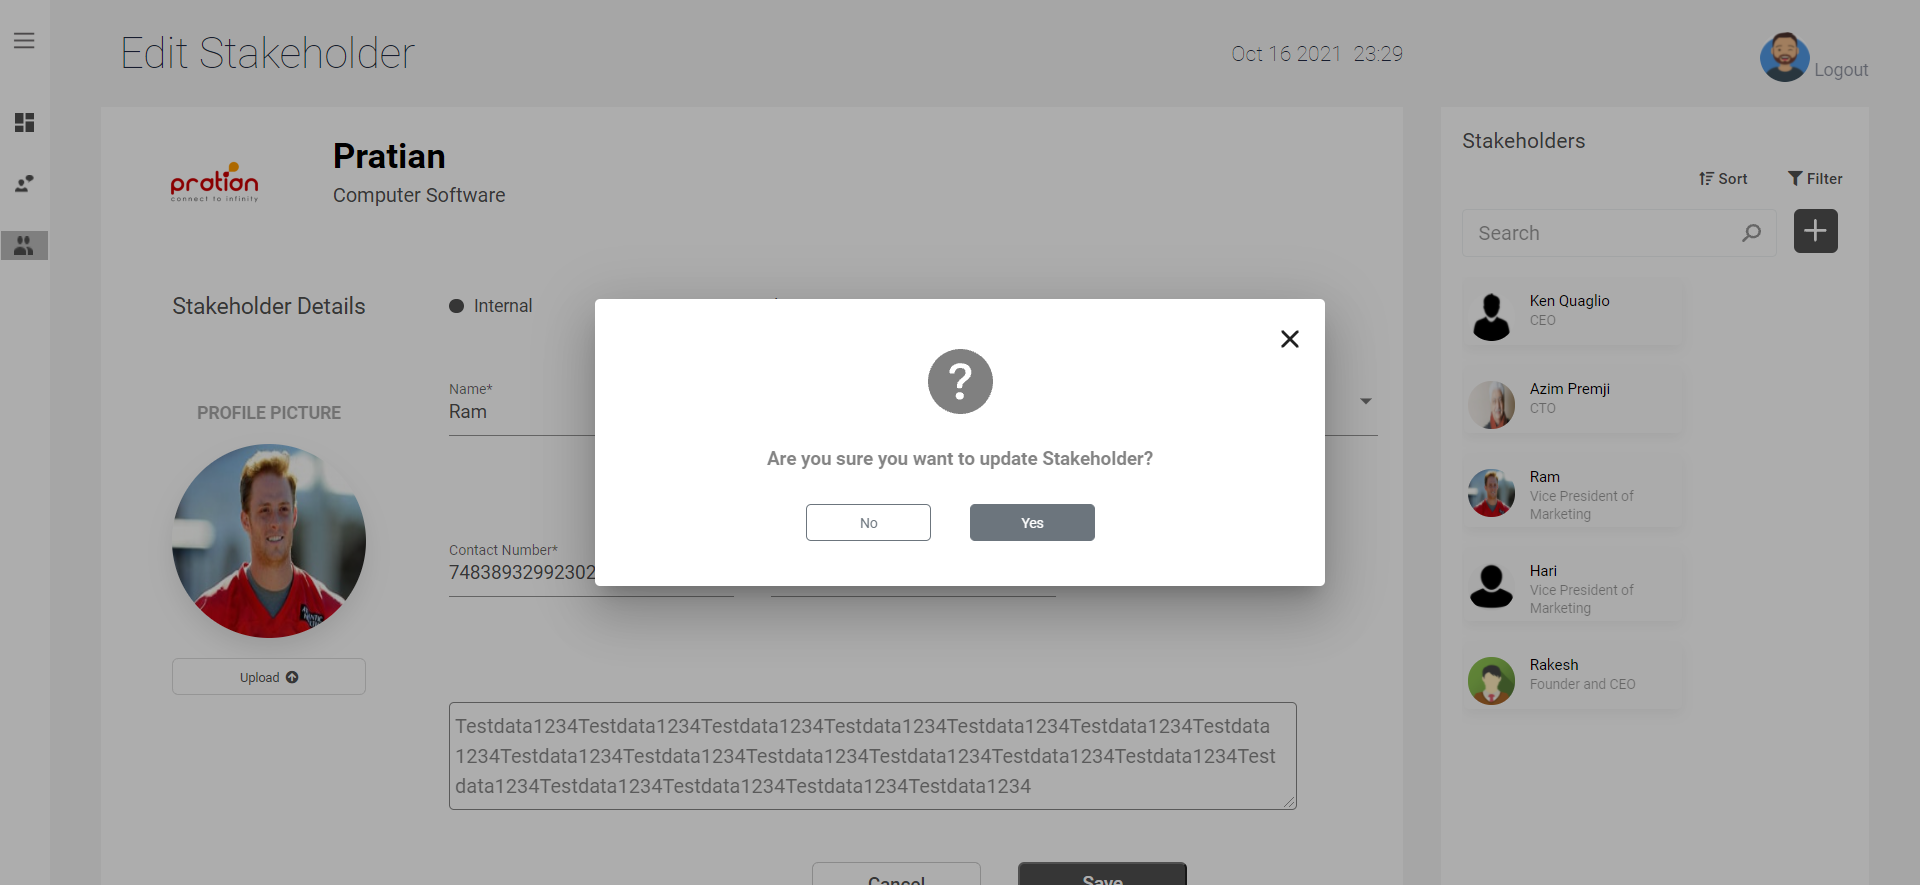 Edit Stakeholder
Oct 16 2021 23:29
Logout
pratian
connect to infinity
Pratian
Computer Software
Stakeholder Details
Internal
Name*
Ram
PROFILE PICTURE
Contact Number*
74838932992302
Upload
Testdata1234Testdata1234Testdata1234Testdata1234Testdata1234Testdata1234Testdata
1234Testdata1234Testdata1234Testdata1234Testdata1234Testdata1234Testdata1234Test
data1234Testdata1234Testdata1234Testdata1234Testdata1234
Cancel
Save
?
Are you sure you want to update Stakeholder?
No
Yes
Stakeholders
Sort
Filter
Search
Ken Quaglio
CEO
Azim Premji
CTO
Ram
Vice President of
Marketing
Hari
Vice President of
Marketing
Rakesh
Founder and CEO